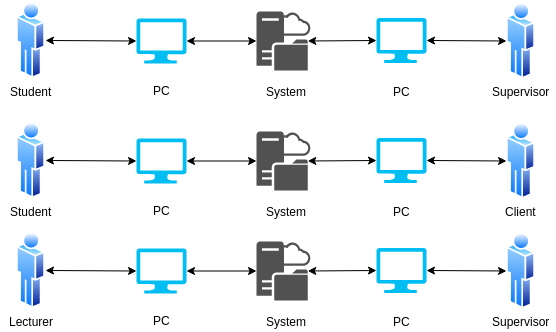 Student PC System PC Supervisor
Student PC System PC Client
Lecturer PC System PC Supervisor